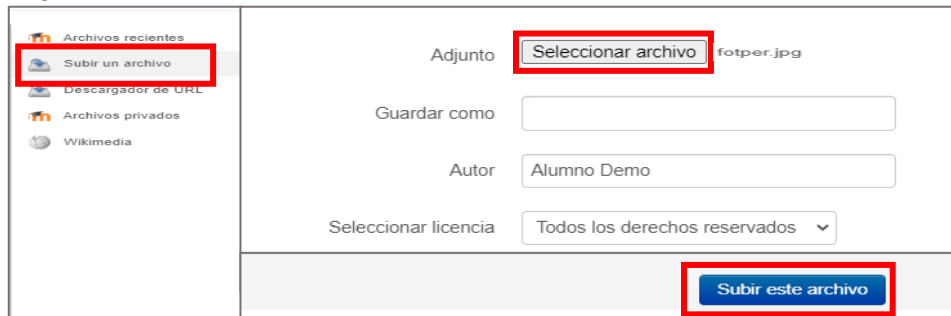 Archivos recientes
Subir un archivo
Descargador de URL
Archivos privados
Wikimedia
Adjunto Seleccionar archivo fotper.jpg
Guardar como
Autor Alumno Demo
Seleccionar licencia Todos los derechos reservados
Subir este archivo